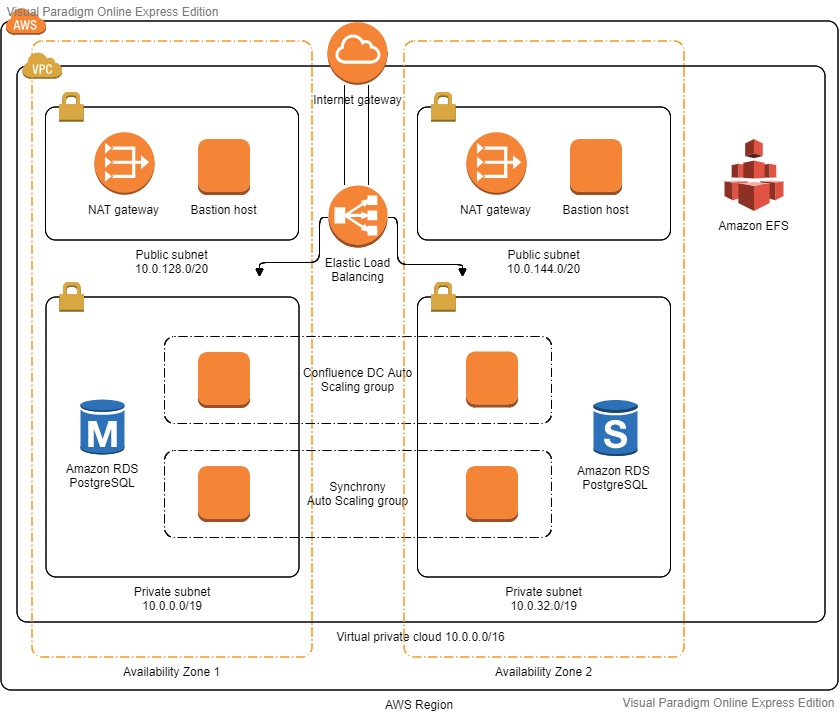 Visual Paradigm Online Express Edition
AWS
VPC
Internet gateway
NAT gateway
Bastion host
NAT gateway
Bastion host
Amazon EFS
Public subnet
10.0.128.0/20
Elastic Load
Balancing
Public subnet
10.0.144.0/20
Confluence DC Auto
Scaling group
M
Amazon RDS
PostgreSQL
S
Amazon RDS
PostgreSQL
Synchrony
Auto Scaling group
Private subnet
10.0.0.0/19
Private subnet
10.0.32.0/19
Virtual private cloud 10.0.0.0/16
Availability Zone 1
Availability Zone 2
AWS Region
Visual Paradigm Online Express Edition